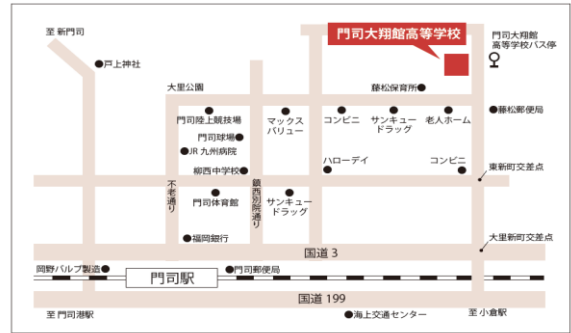 至 新門司
門司大翔館高等学校
門司大翔館
高等学校バス停
戸上神社
大里公園
藤松保育所
門司陸上競技場
マックス
バリュー
コンビニ
サンキュー
ドラッグ
老人ホーム
藤松郵便局
門司球場
JR 九州病院
柳西中学校
ハローデイ
コンビニ
東新町交差点
不老通り
鎮西別院通り
門司体育館
サンキュー
ドラッグ
福岡銀行
大里新町交差点
国道 3
岡野バルブ製造
門司駅
門司郵便局
国道 199
至 門司港駅
海上交通センター
至 小倉駅